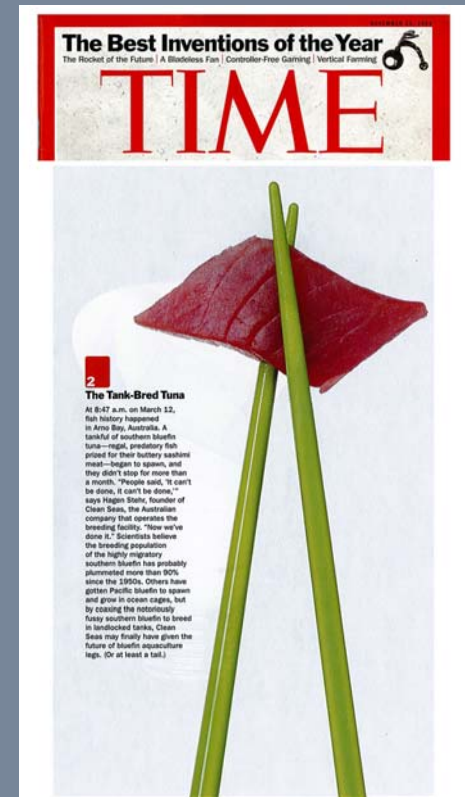 The Best Inventions of the Year
The Rocket of the Future | A Bladeless Fan | Controller-Free Gaming | Vertical Farming
TIME
2
The Tank-Bred Tuna
At 8:47 a.m. on March 12,
fish history happened
in Arno Bay, Australia. A
tankful of southern bluefin
tuna—regal, predatory fish
prized for their buttery sashimi
meat—began to spawn, and
they didn't stop for more than
a month. "People said, 'It can't
be done, it can't be done,'"
says Hagen Stehr, founder of
Clean Seas, the Australian
company that operates the
breeding facility. "Now we've
done it." Scientists believe
the breeding population
of the highly migratory
southern bluefin has probably
plummeted more than 90%
since the 1950s. Others have
gotten Pacific bluefin to spawn
and grow in ocean cages, but
by coaxing the notoriously
fussy southern bluefin to breed
in landlocked tanks, Clean
Seas may finally have given the
future of bluefin aquaculture
legs. (Or at least a tail.)